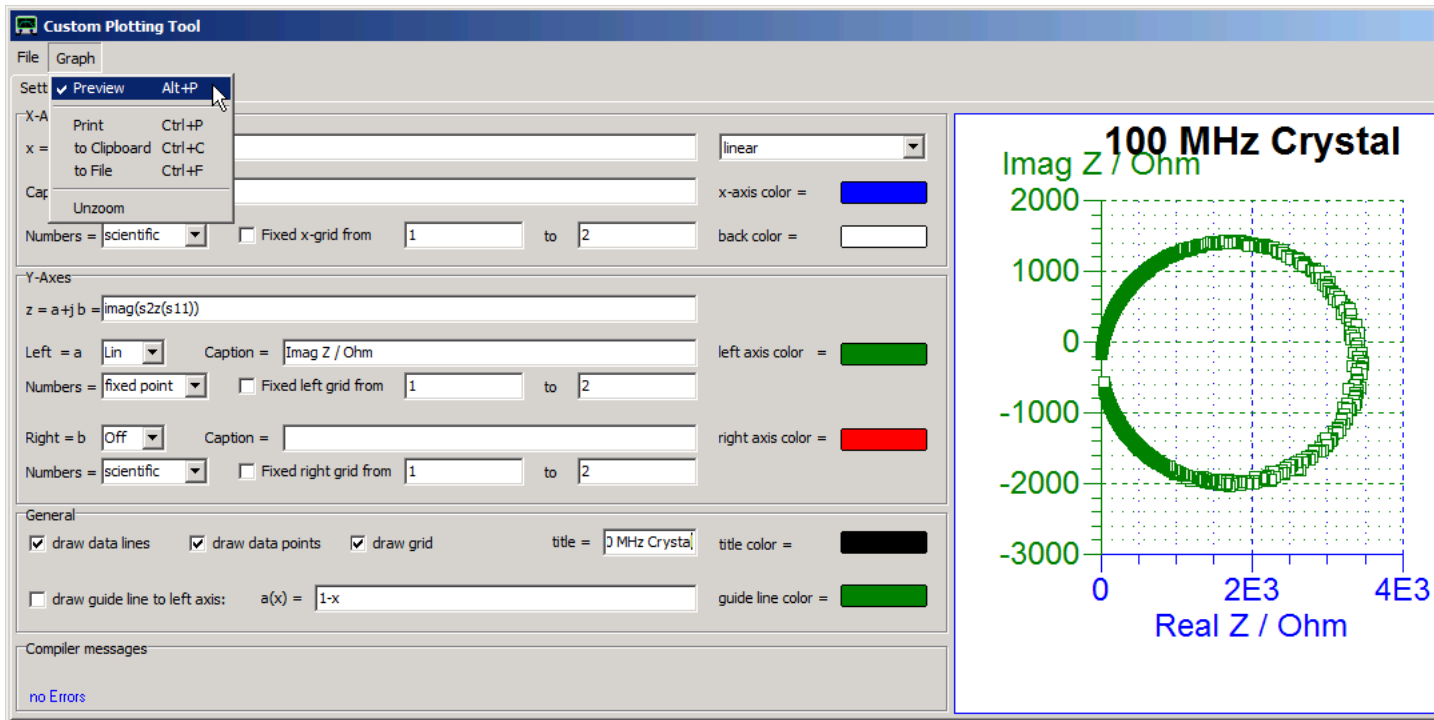 Custom Plotting Tool
File Graph
Sett
Preview Alt+P
Print Ctrl+P
to Clipboard Ctrl+C
to File Ctrl+F
Unzoom
X-A
x = linear
Cap x-axis color =
Numbers = scientific Fixed x-grid from 1 to 2 back color =
Y-Axes
z = a+j b = imag(s2z(s11))
Left = a Lin Caption = Imag Z / Ohm left axis color =
Numbers = fixed point Fixed left grid from 1 to 2
Right = b Off Caption = right axis color =
Numbers = scientific Fixed right grid from 1 to 2
General
draw data lines draw data points draw grid title = 0 MHz Crystal title color =
draw guide line to left axis: a(x) = 1-x guide line color =
Compiler messages
no Errors
100 MHz Crystal
Imag Z / Ohm
2000
1000
0
-1000
-2000
-3000
0 2E3 4E3
Real Z / Ohm